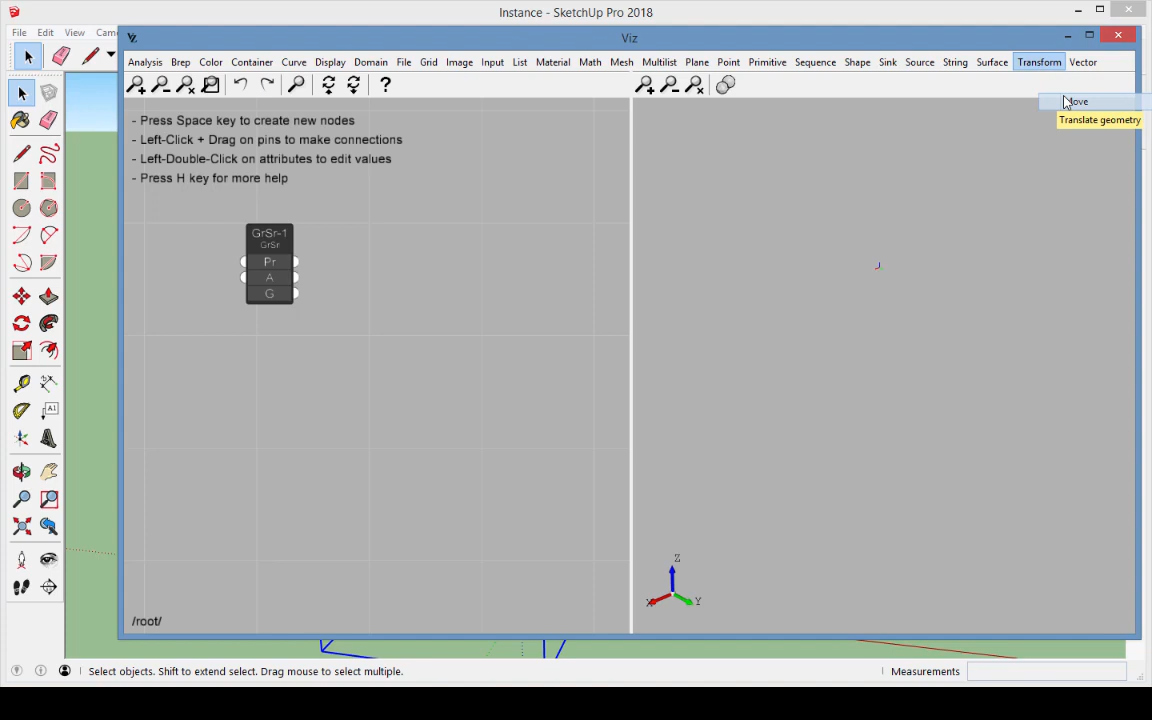 Instance - SketchUp Pro 2018
File Edit View Cam
Viz
Analysis Brep Color Container Curve Display Domain File Grid Image Input List Material Math Mesh Multilist Plane Point Primitive Sequence Shape Sink Source String Surface Transform Vector
Move
Translate geometry
- Press Space key to create new nodes
- Left-Click + Drag on pins to make connections
- Left-Double-Click on attributes to edit values
- Press H key for more help
GrSr-1
GrSr
Pr
A
G
A1
Z
X Y
/root/
Select objects. Shift to extend select. Drag mouse to select multiple.
Measurements